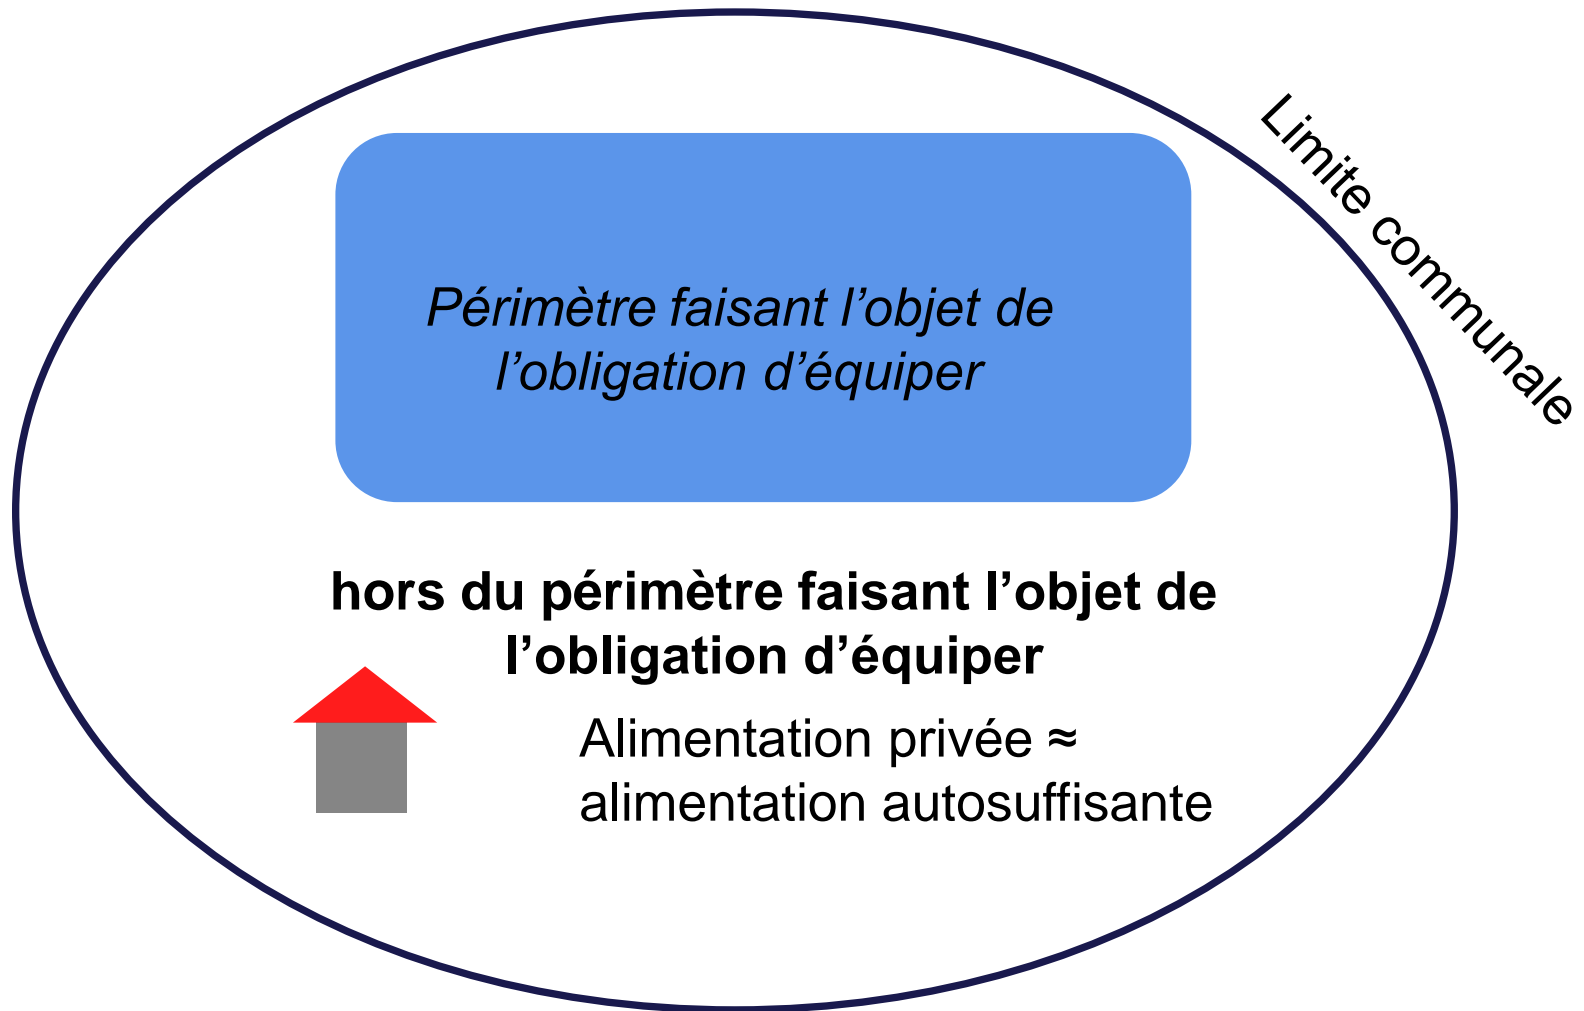 Limite communale
Périmètre faisant l’objet de
l’obligation d’équiper
hors du périmètre faisant l’objet de
l’obligation d’équiper
Alimentation privée ≈
alimentation autosuffisante